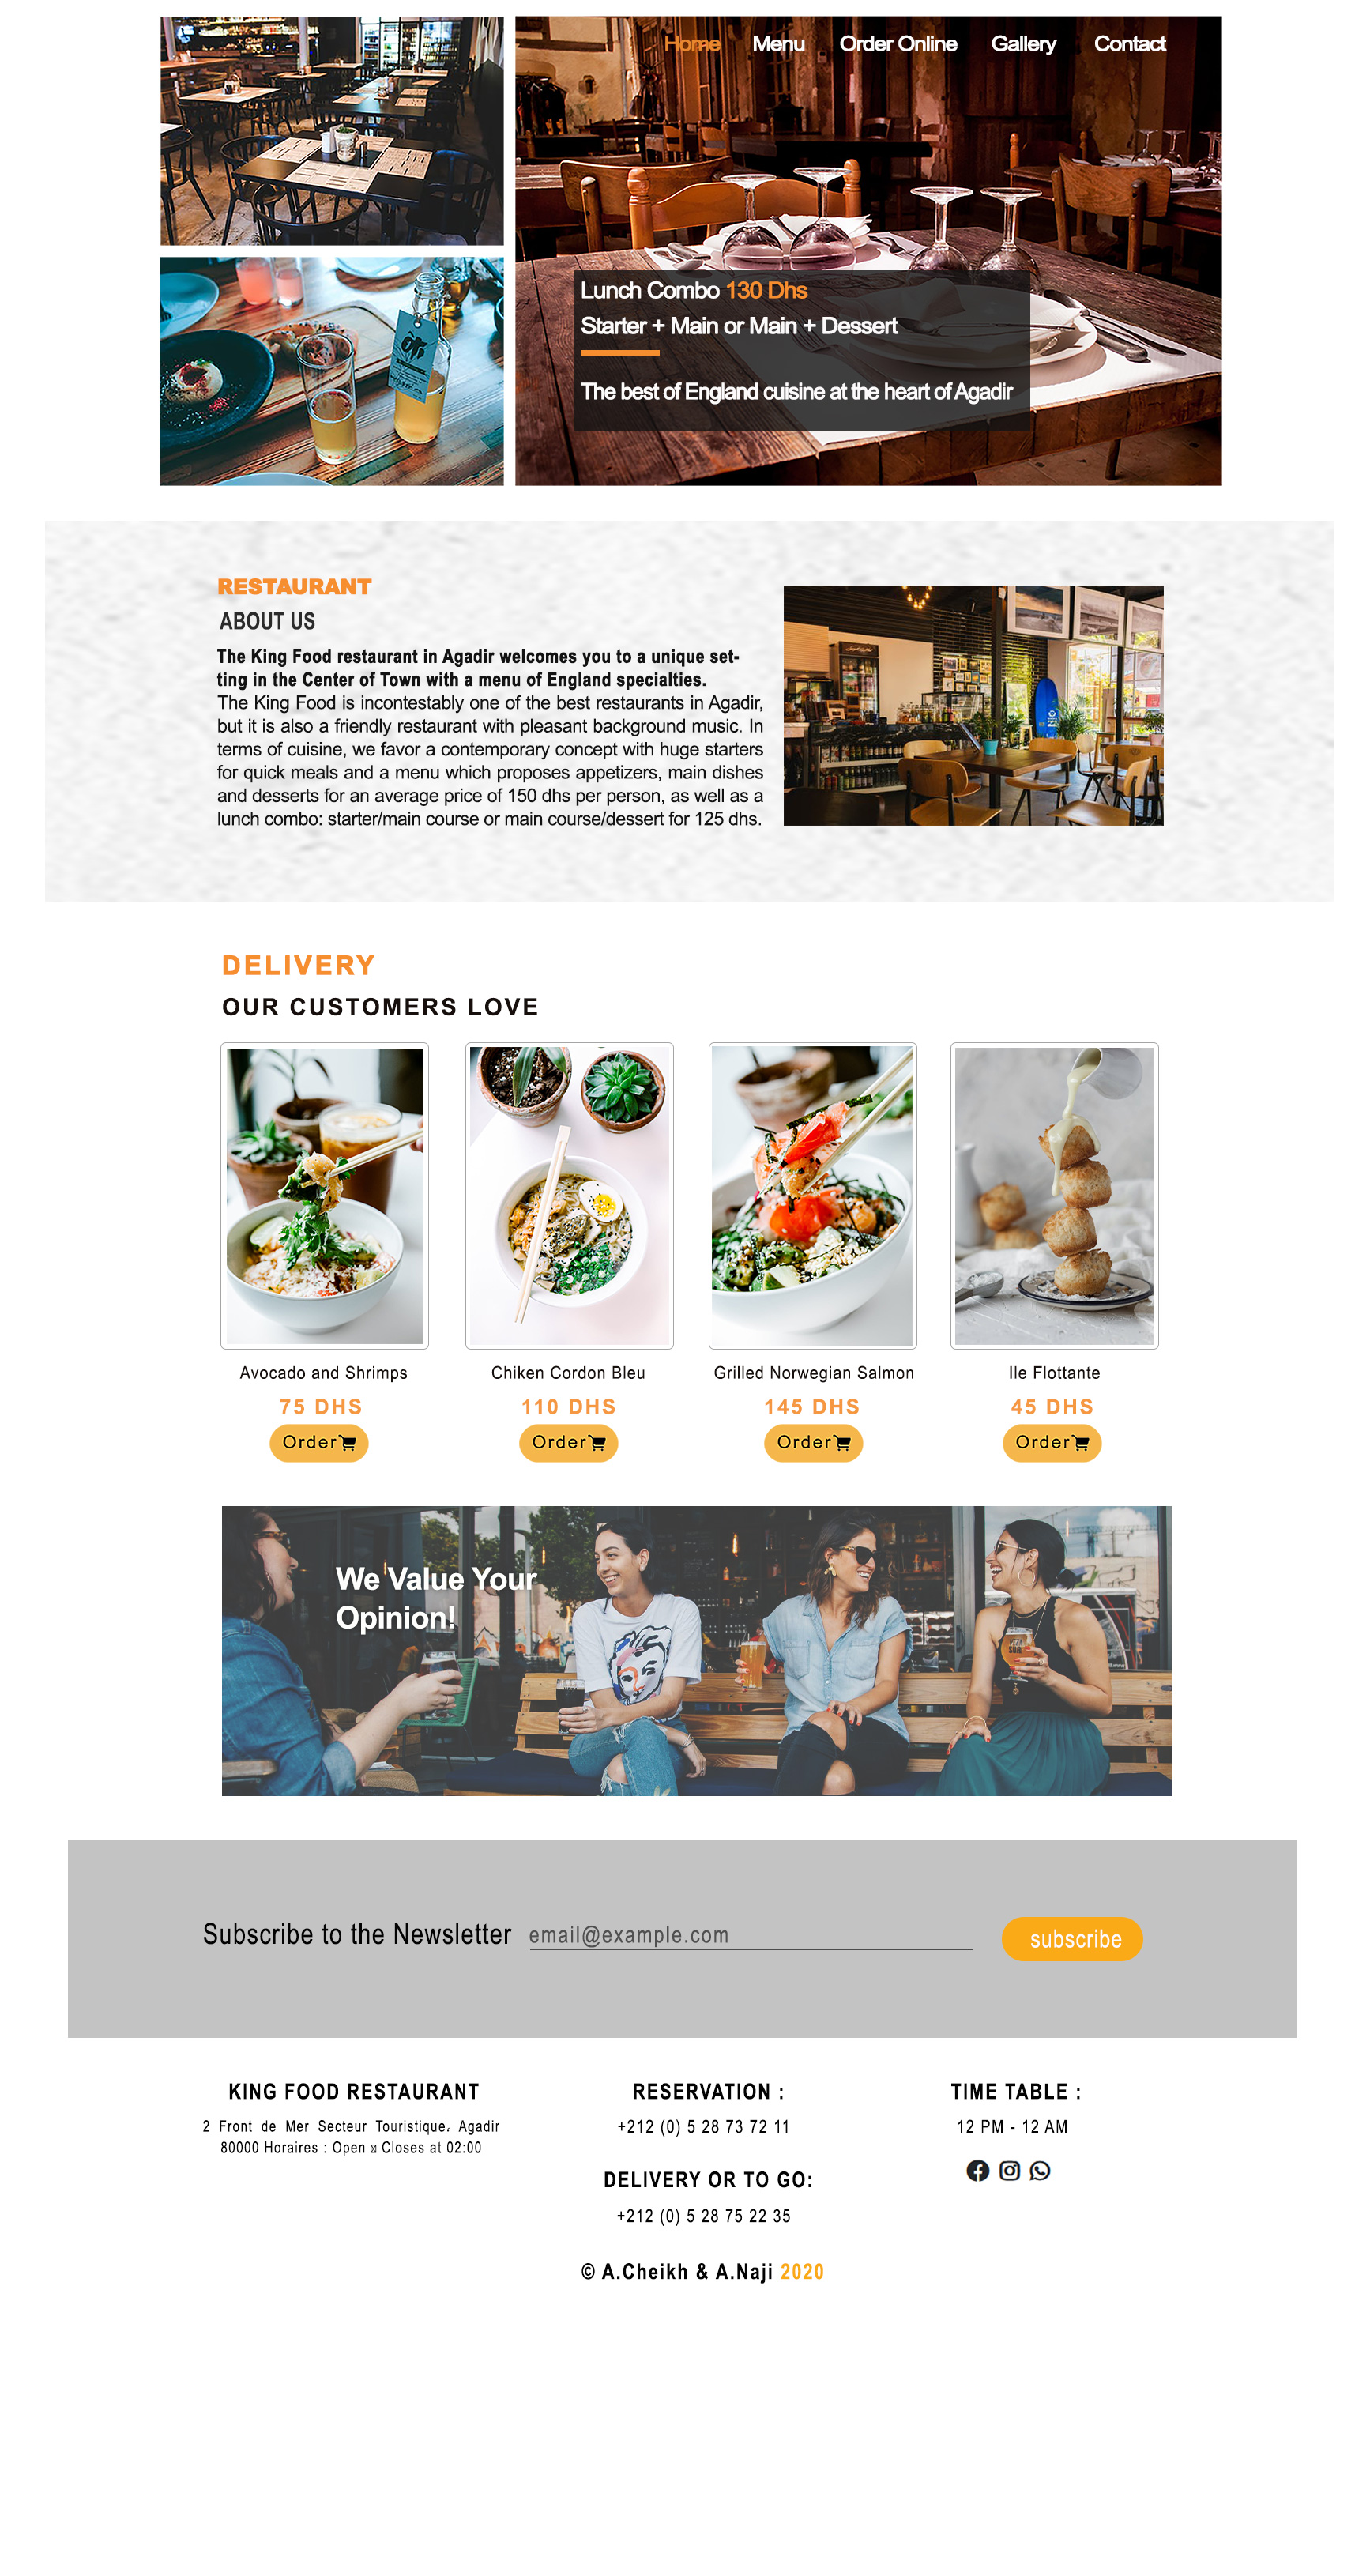 Home Menu Order Online Gallery Contact
Lunch Combo 130 Dhs
Starter + Main or Main + Dessert
The best of England cuisine at the heart of Agadir
RESTAURANT
ABOUT US
The King Food restaurant in Agadir welcomes you to a unique set-
ting in the Center of Town with a menu of England specialties.
The King Food is incontestably one of the best restaurants in Agadir,
but it is also a friendly restaurant with pleasant background music. In
terms of cuisine, we favor a contemporary concept with huge starters
for quick meals and a menu which proposes appetizers, main dishes
and desserts for an average price of 150 dhs per person, as well as a
lunch combo: starter/main course or main course/dessert for 125 dhs.
DELIVERY
OUR CUSTOMERS LOVE
Avocado and Shrimps
75 DHS
Order
Chiken Cordon Bleu
110 DHS
Order
Grilled Norwegian Salmon
145 DHS
Order
Ile Flottante
45 DHS
Order
We Value Your
Opinion!
Subscribe to the Newsletter email@example.com subscribe
KING FOOD RESTAURANT
2 Front de Mer Secteur Touristique، Agadir
80000 Horaires : Open Closes at 02:00
RESERVATION :
+212 (0) 5 28 73 72 11
DELIVERY OR TO GO:
+212 (0) 5 28 75 22 35
TIME TABLE :
12 PM - 12 AM
© A.Cheikh & A.Naji 2020